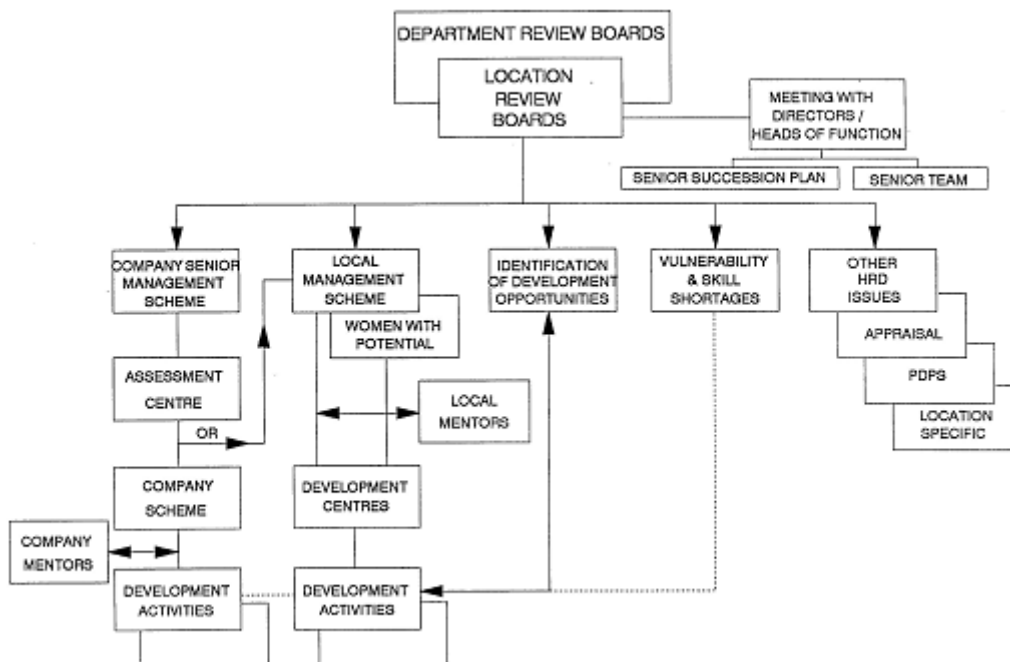 DEPARTMENT REVIEW BOARDS
LOCATION
REVIEW
BOARDS
MEETING WITH
DIRECTORS /
HEADS OF FUNCTION
SENIOR SUCCESSION PLAN
SENIOR TEAM
COMPANY SENIOR
MANAGEMENT
SCHEME
LOCAL
MANAGEMENT
SCHEME
IDENTIFICATION
OF DEVELOPMENT
OPPORTUNITIES
VULNERABILITY
& SKILL
SHORTAGES
OTHER
HRD
ISSUES
WOMEN WITH
POTENTIAL
APPRAISAL
ASSESSMENT
CENTRE
PDPS
LOCAL
MENTORS
LOCATION
SPECIFIC
OR
COMPANY
SCHEME
DEVELOPMENT
CENTRES
COMPANY
MENTORS
DEVELOPMENT
ACTIVITIES
DEVELOPMENT
ACTIVITIES